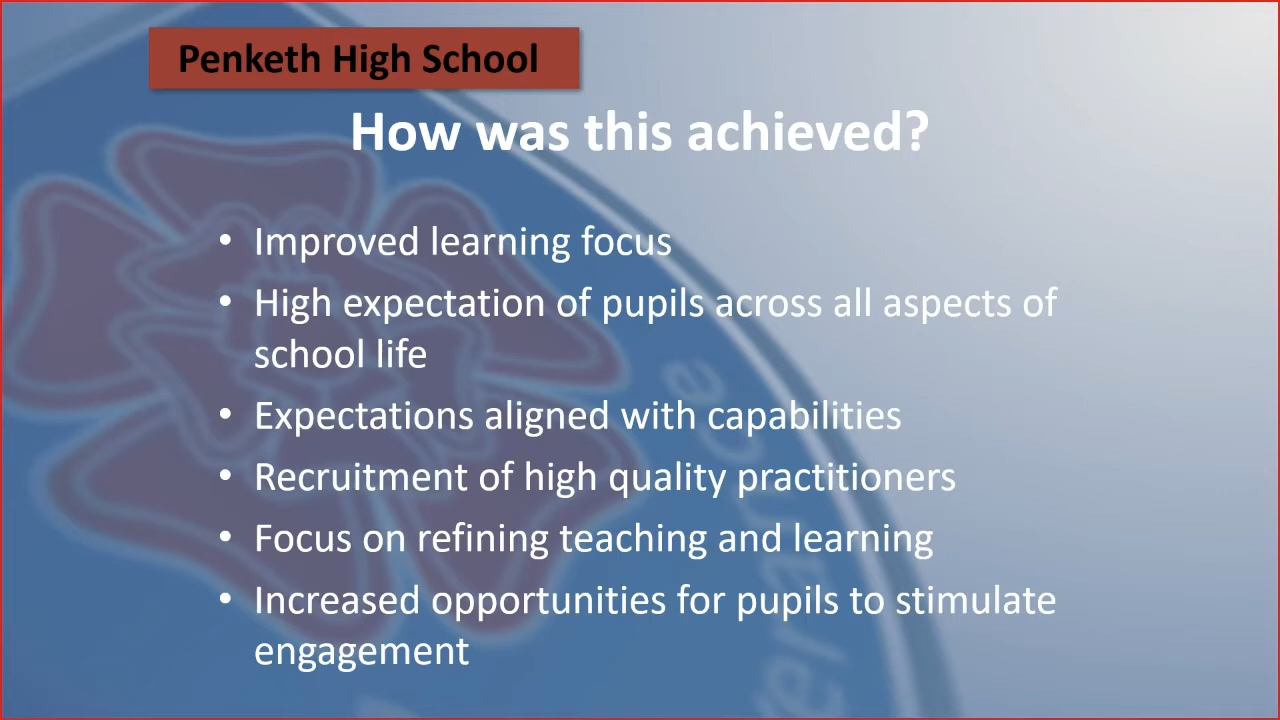 Penketh High School
How was this achieved?
• Improved learning focus
• High expectation of pupils across all aspects of
school life
• Expectations aligned with capabilities
• Recruitment of high quality practitioners
• Focus on refining teaching and learning
• Increased opportunities for pupils to stimulate
engagement